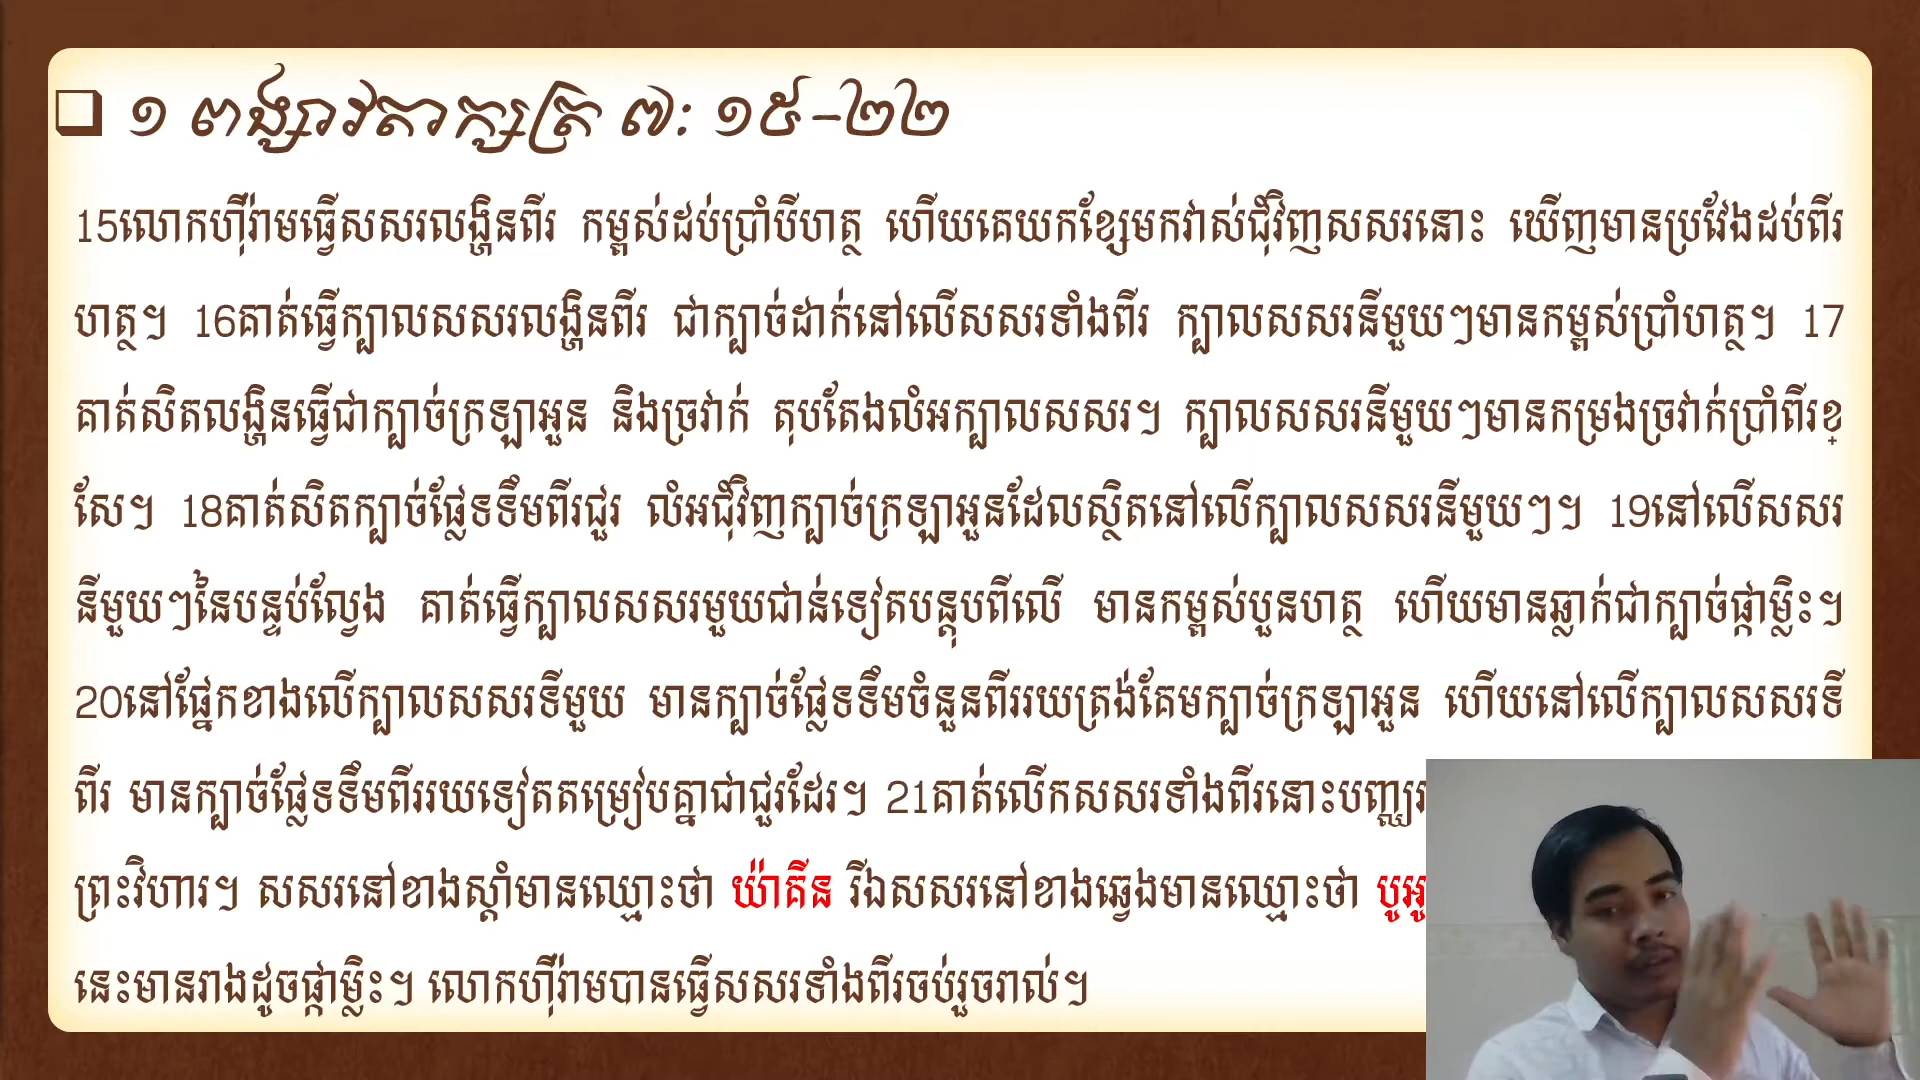 ១ ពង្សាវតាក្សត្រ ៧: ១៥-២២
15លោកហ៊ីរ៉ាមធ្វើសសរលង្ហិនពីរ កម្ពស់ដប់ប្រាំបីហត្ថ ហើយគេយកខ្សែមកវាស់ជុំវិញសសរនោះ ឃើញមានប្រវែងដប់ពីរ
ហត្ថ។ 16គាត់ធ្វើក្បាលសសរលង្ហិនពីរ ជាក្បាច់ដាក់នៅលើសសរទាំងពីរ ក្បាលសសរនីមួយៗមានកម្ពស់ប្រាំហត្ថ។ 17
គាត់សិតលង្ហិនធ្វើជាក្បាច់ក្រឡាអួន និងច្រវាក់ តុបតែងលំអក្បាលសសរ។ ក្បាលសសរនីមួយៗមានកម្រងច្រវាក់ប្រាំពីរខ្
សែ។ 18គាត់សិតក្បាច់ផ្លែទទឹមពីរជួរ លំអជុំវិញក្បាច់ក្រឡាអួនដែលស្ថិតនៅលើក្បាលសសរនីមួយៗ។ 19នៅលើសសរ
នីមួយៗនៃបន្ទប់ល្វែង គាត់ធ្វើក្បាលសសរមួយជាន់ទៀតបន្តុបពីលើ មានកម្ពស់បួនហត្ថ ហើយមានឆ្លាក់ជាក្បាច់ផ្កាម្លិះ។
20នៅផ្នែកខាងលើក្បាលសសរទីមួយ មានក្បាច់ផ្លែទទឹមចំនួនពីររយត្រង់គែមក្បាច់ក្រឡាអួន ហើយនៅលើក្បាលសសរទី
ពីរ មានក្បាច់ផ្លែទទឹមពីររយទៀតតម្រៀបគ្នាជាជួរដែរ។ 21គាត់លើកសសរទាំងពីរនោះបញ្ឈរ
ព្រះវិហារ។ សសរនៅខាងស្ដាំមានឈ្មោះថា យ៉ាគីន រីឯសសរនៅខាងឆ្វេងមានឈ្មោះថា បូអូ
នេះមានរាងដូចផ្កាម្លិះ។ លោកហ៊ីរ៉ាមបានធ្វើសសរទាំងពីរចប់រួចរាល់។